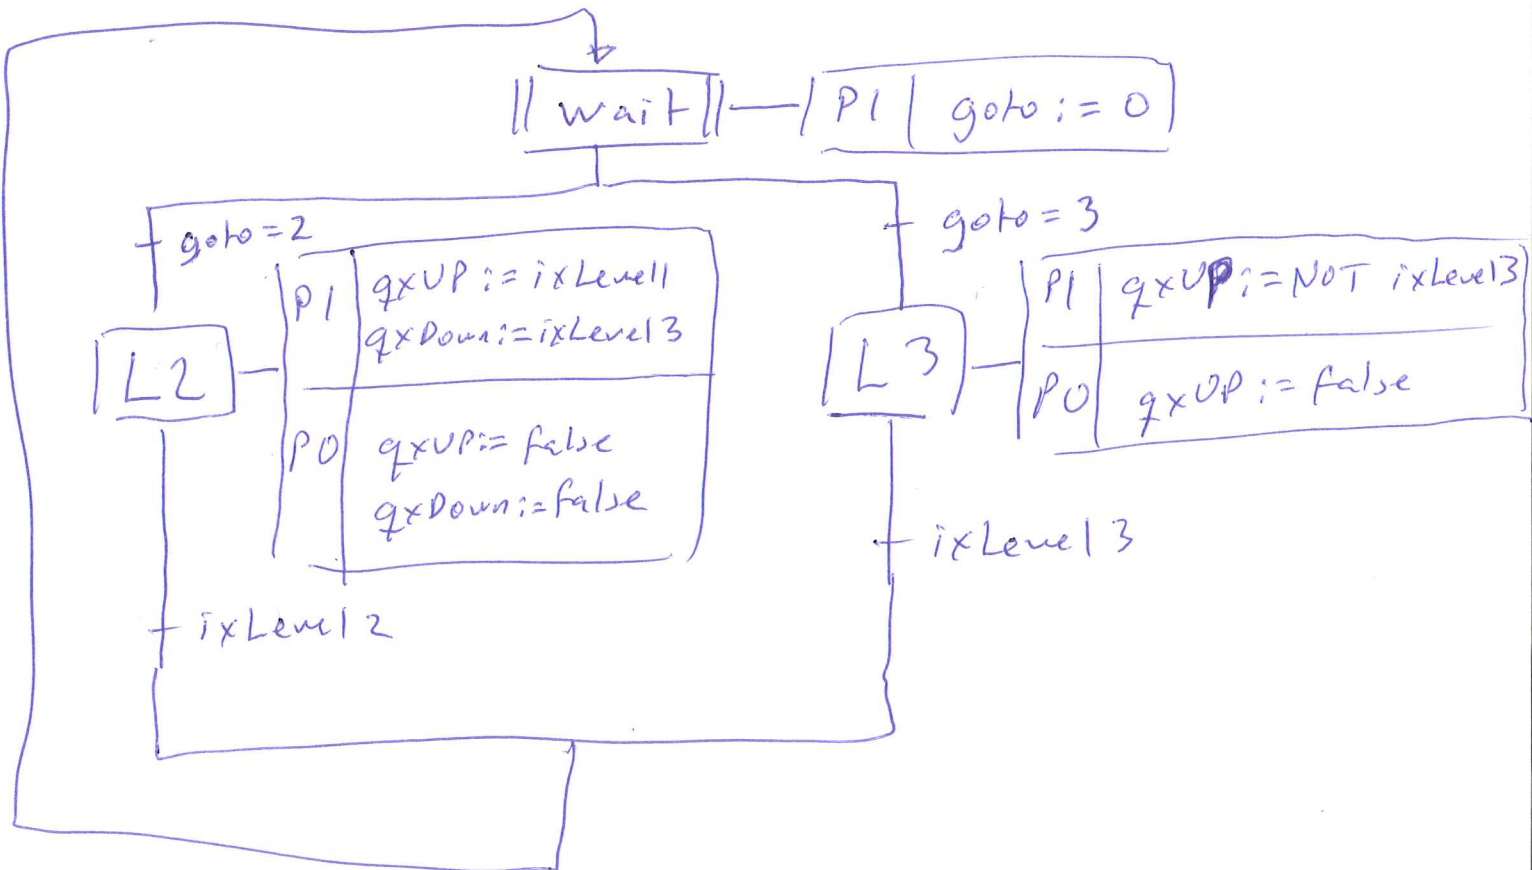 wait P1 goto := 0
goto = 2
goto = 3
P1 qxUP := ixLevel1
qxDown := ixLevel3
P1 qxUP := NOT ixLevel3
L2
L3
P0 qxUP := false
P0 qxUP := false
qxDown := false
ixLevel3
ixLevel2